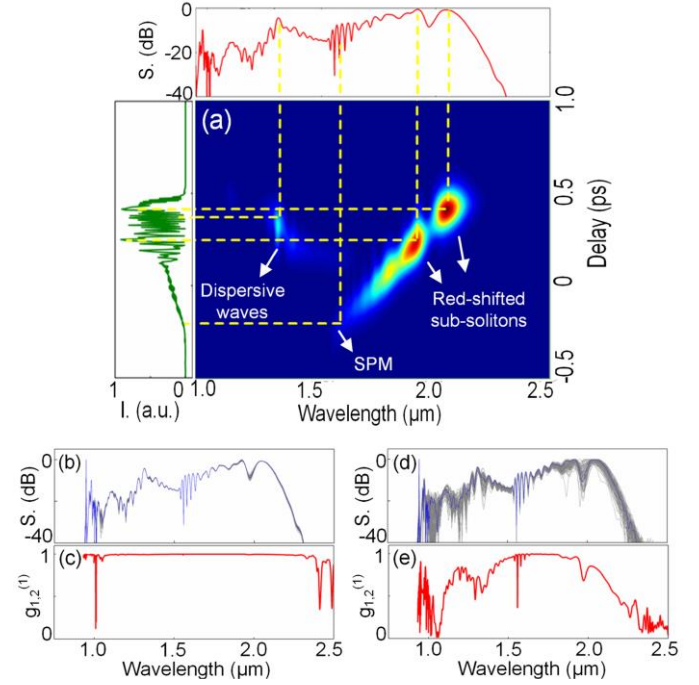 S. (dB)
0
-20
-40
(a)
1.0
0.5
0
-0.5
Delay (ps)
Dispersive
waves
Red-shifted
sub-solitons
SPM
1 0
I. (a.u.)
1.0 1.5 2.0 2.5
Wavelength (µm)
(b)
S. (dB)
0
-40
(d)
S. (dB)
0
-40
(c)
g1,2(1)
1
0
(e)
g1,2(1)
1
0
1.0 1.5 2.0 2.5
Wavelength (µm)
1.0 1.5 2.0 2.5
Wavelength (µm)